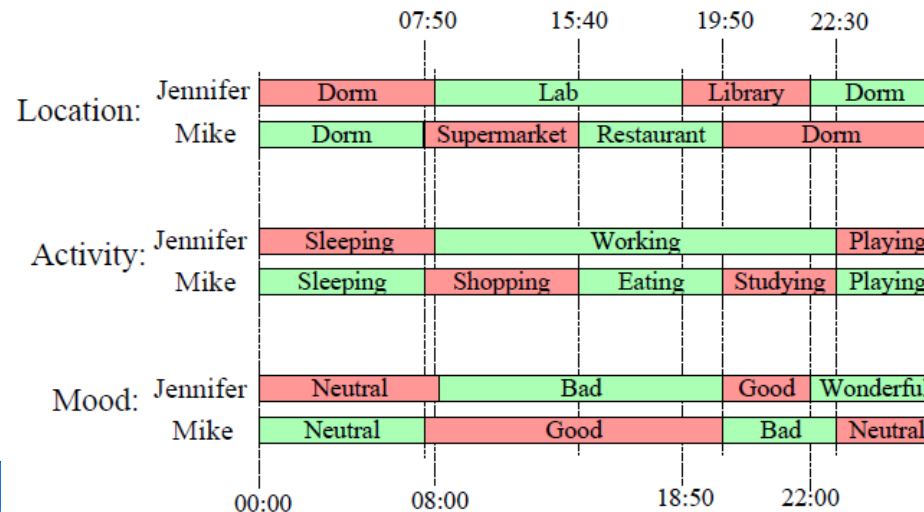 07:50 15:40 19:50 22:30
Location: Jennifer Dorm Lab Library Dorm
Mike Dorm Supermarket Restaurant Dorm
Activity: Jennifer Sleeping Working Playing
Mike Sleeping Shopping Eating Studying Playing
Mood: Jennifer Neutral Bad Good Wonderful
Mike Neutral Good Bad Neutral
00:00 08:00 18:50 22:00